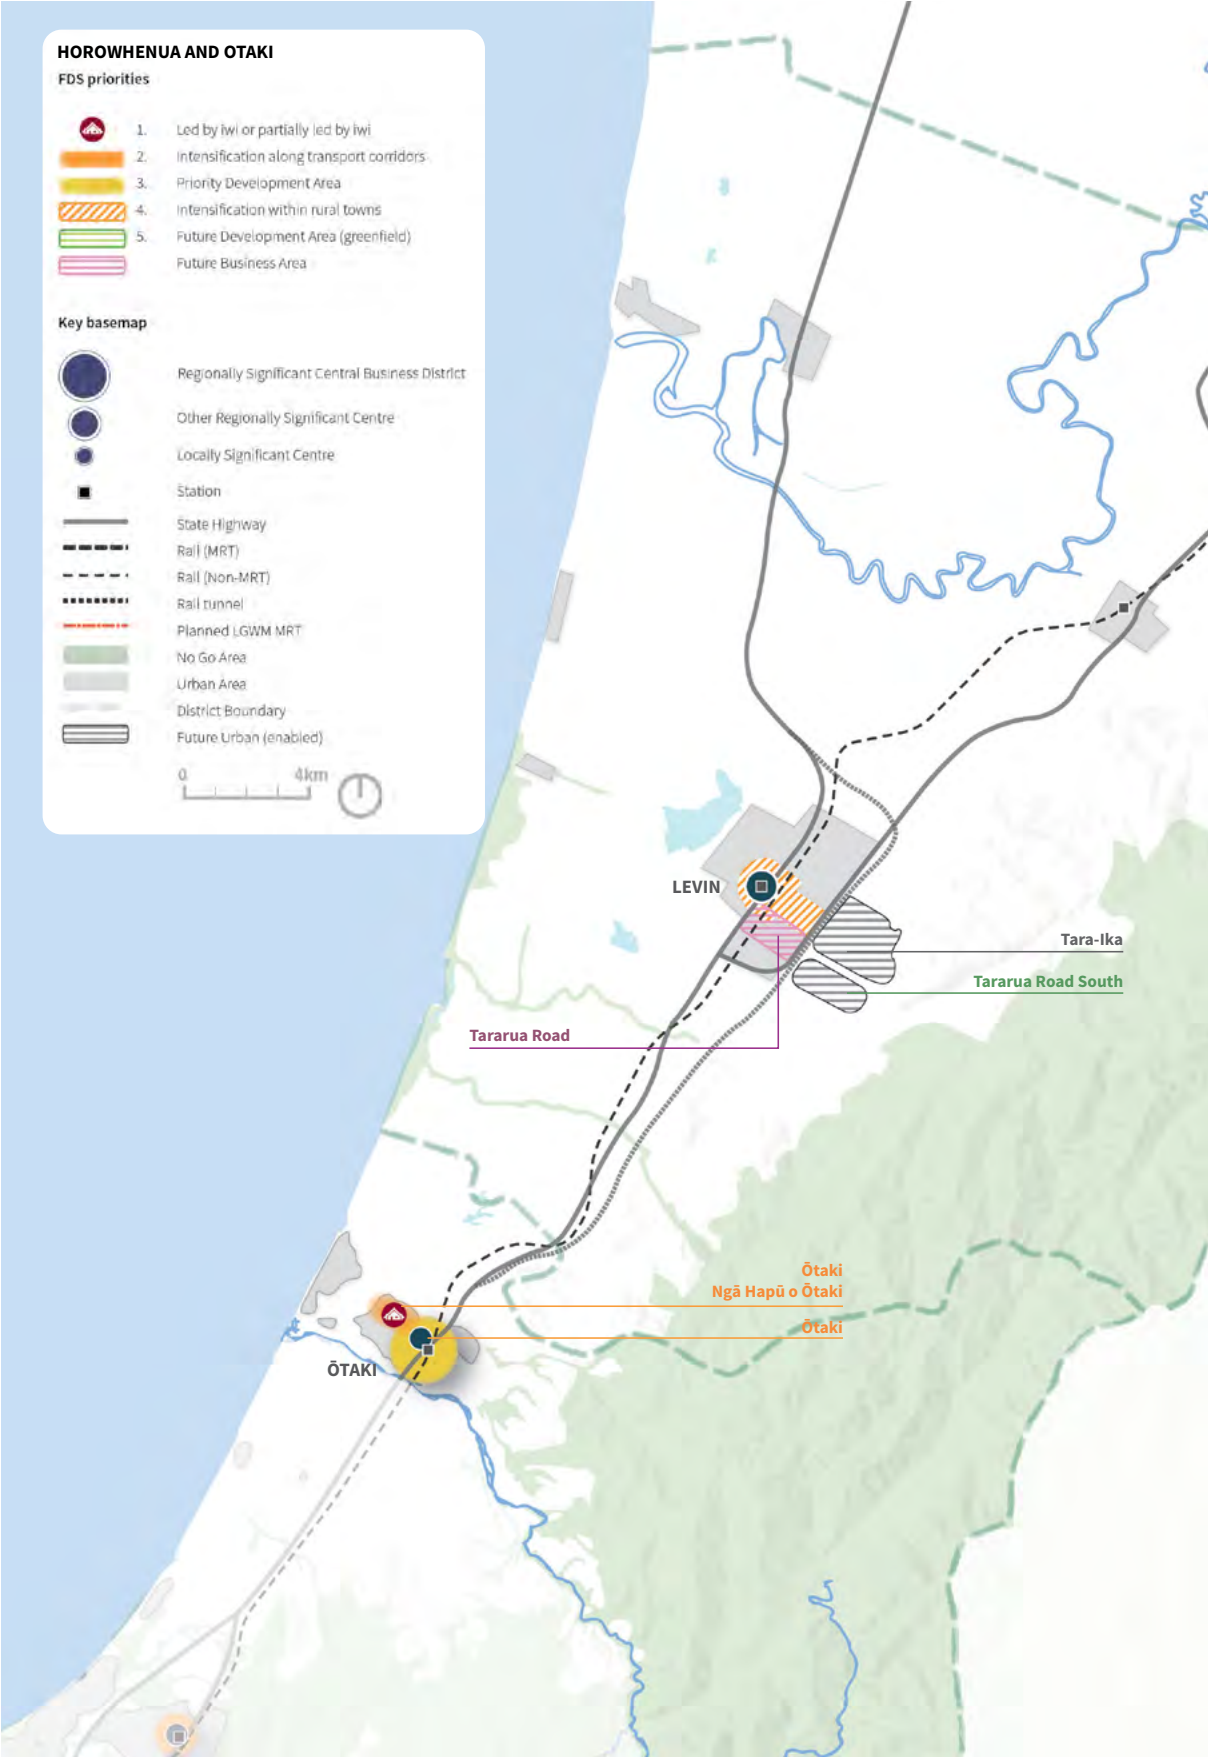 HOROWHENUA AND OTAKI
FDS priorities
1. Led by iwi or partially led by iwi
2. Intensification along transport corridors
3. Priority Development Area
4. Intensification within rural towns
5. Future Development Area (greenfield)
Future Business Area
Key basemap
Regionally Significant Central Business District
Other Regionally Significant Centre
Locally Significant Centre
Station
State Highway
Rail (MRT)
Rail (Non-MRT)
Rail tunnel
Planned LGWM MRT
No Go Area
Urban Area
District Boundary
Future Urban (enabled)
0 4km
LEVIN
Tara-Ika
Tararua Road South
Tararua Road
Ōtaki
Ngā Hapū o Ōtaki
Ōtaki
ŌTAKI